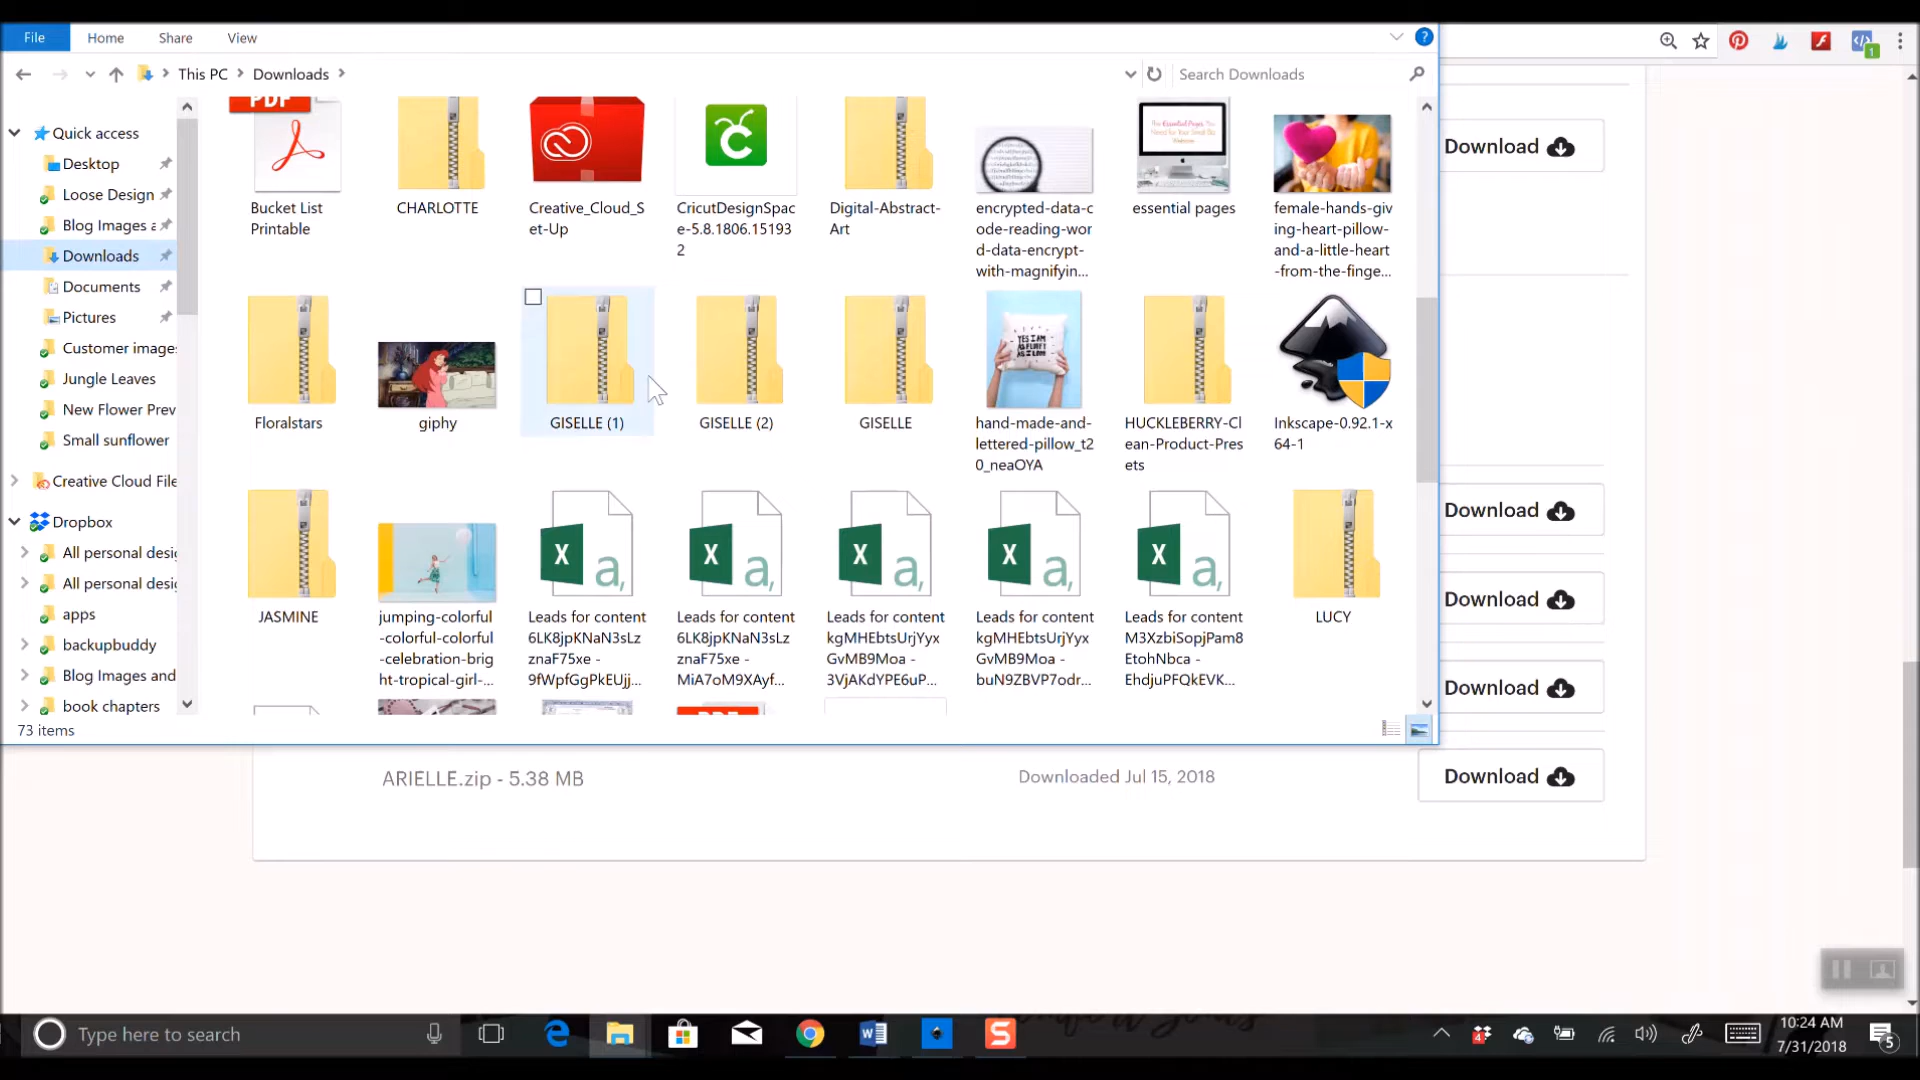 File
Home
Share
View
?
1
This PC
Downloads
Search Downloads
Quick access
Desktop
Loose Design
Blog Images a
Downloads
Documents
Pictures
Customer image
Jungle Leaves
New Flower Prev
Small sunflower
Creative Cloud File
Dropbox
All personal desi
All personal desi
apps
backupbuddy
Blog Images and
book chapters
PDF
Bucket List
Printable
CHARLOTTE
Creative_Cloud_S
et-Up
CricutDesignSpac
e-5.8.1806.15193
2
Digital-Abstract-
Art
encrypted-data-c
ode-reading-wor
d-data-encrypt-
with-magnifyin...
essential pages
female-hands-giv
ing-heart-pillow-
and-a-little-heart
-from-the-finge...
Floralstars
giphy
GISELLE (1)
GISELLE (2)
GISELLE
YES I AM
AS FLUFFY
AS I LOOK
hand-made-and-
lettered-pillow_t2
0_neaOYA
HUCKLEBERRY-Cl
ean-Product-Pres
ets
Inkscape-0.92.1-x
64-1
JASMINE
jumping-colorful
-colorful-colorful
-celebration-brig
ht-tropical-girl-...
Leads for content
6LK8jpKNaN3sLz
znaF75xe -
9fWpfGgPkEUjj...
Leads for content
6LK8jpKNaN3sLz
znaF75xe -
MiA7oM9XAyf...
Leads for content
kgMHEbtsUrjYyx
GvMB9Moa -
3VjAKdYPE6uP...
Leads for content
kgMHEbtsUrjYyx
GvMB9Moa -
buN9ZBVP7odr...
Leads for content
M3XzbiSopjPam8
EtohNbca -
EhdjuPFQkEVK...
LUCY
73 items
Download
Download
Download
Download
ARIELLE.zip - 5.38 MB
Downloaded Jul 15, 2018
Download
Type here to search
10:24 AM
7/31/2018
5